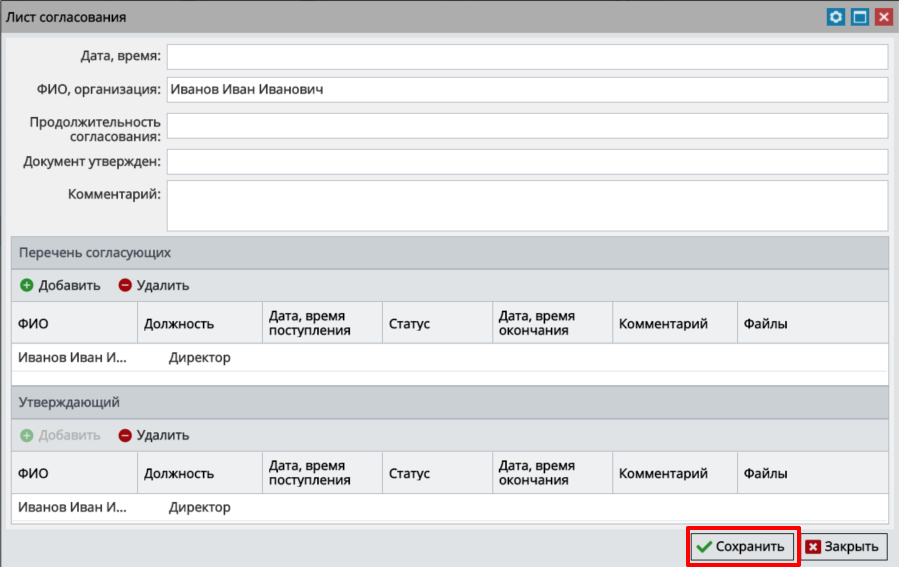 Лист согласования
Дата, время:
ФИО, организация: Иванов Иван Иванович
Продолжительность
согласования:
Документ утвержден:
Комментарий:
Перечень согласующих
Добавить Удалить
ФИО Должность Дата, время поступления Статус Дата, время окончания Комментарий Файлы
Иванов Иван И... Директор
Утверждающий
Добавить Удалить
ФИО Должность Дата, время поступления Статус Дата, время окончания Комментарий Файлы
Иванов Иван И... Директор
Сохранить Закрыть